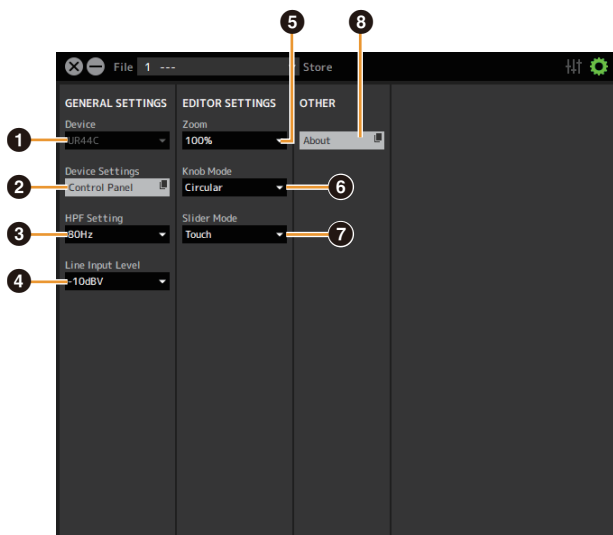 5 8
File 1 --- Store
GENERAL SETTINGS EDITOR SETTINGS OTHER
Device Zoom
1 UR44C 100% About
Device Settings Knob Mode
2 Control Panel Circular 6
HPF Setting Slider Mode
3 80Hz Touch 7
Line Input Level
4 -10dBV